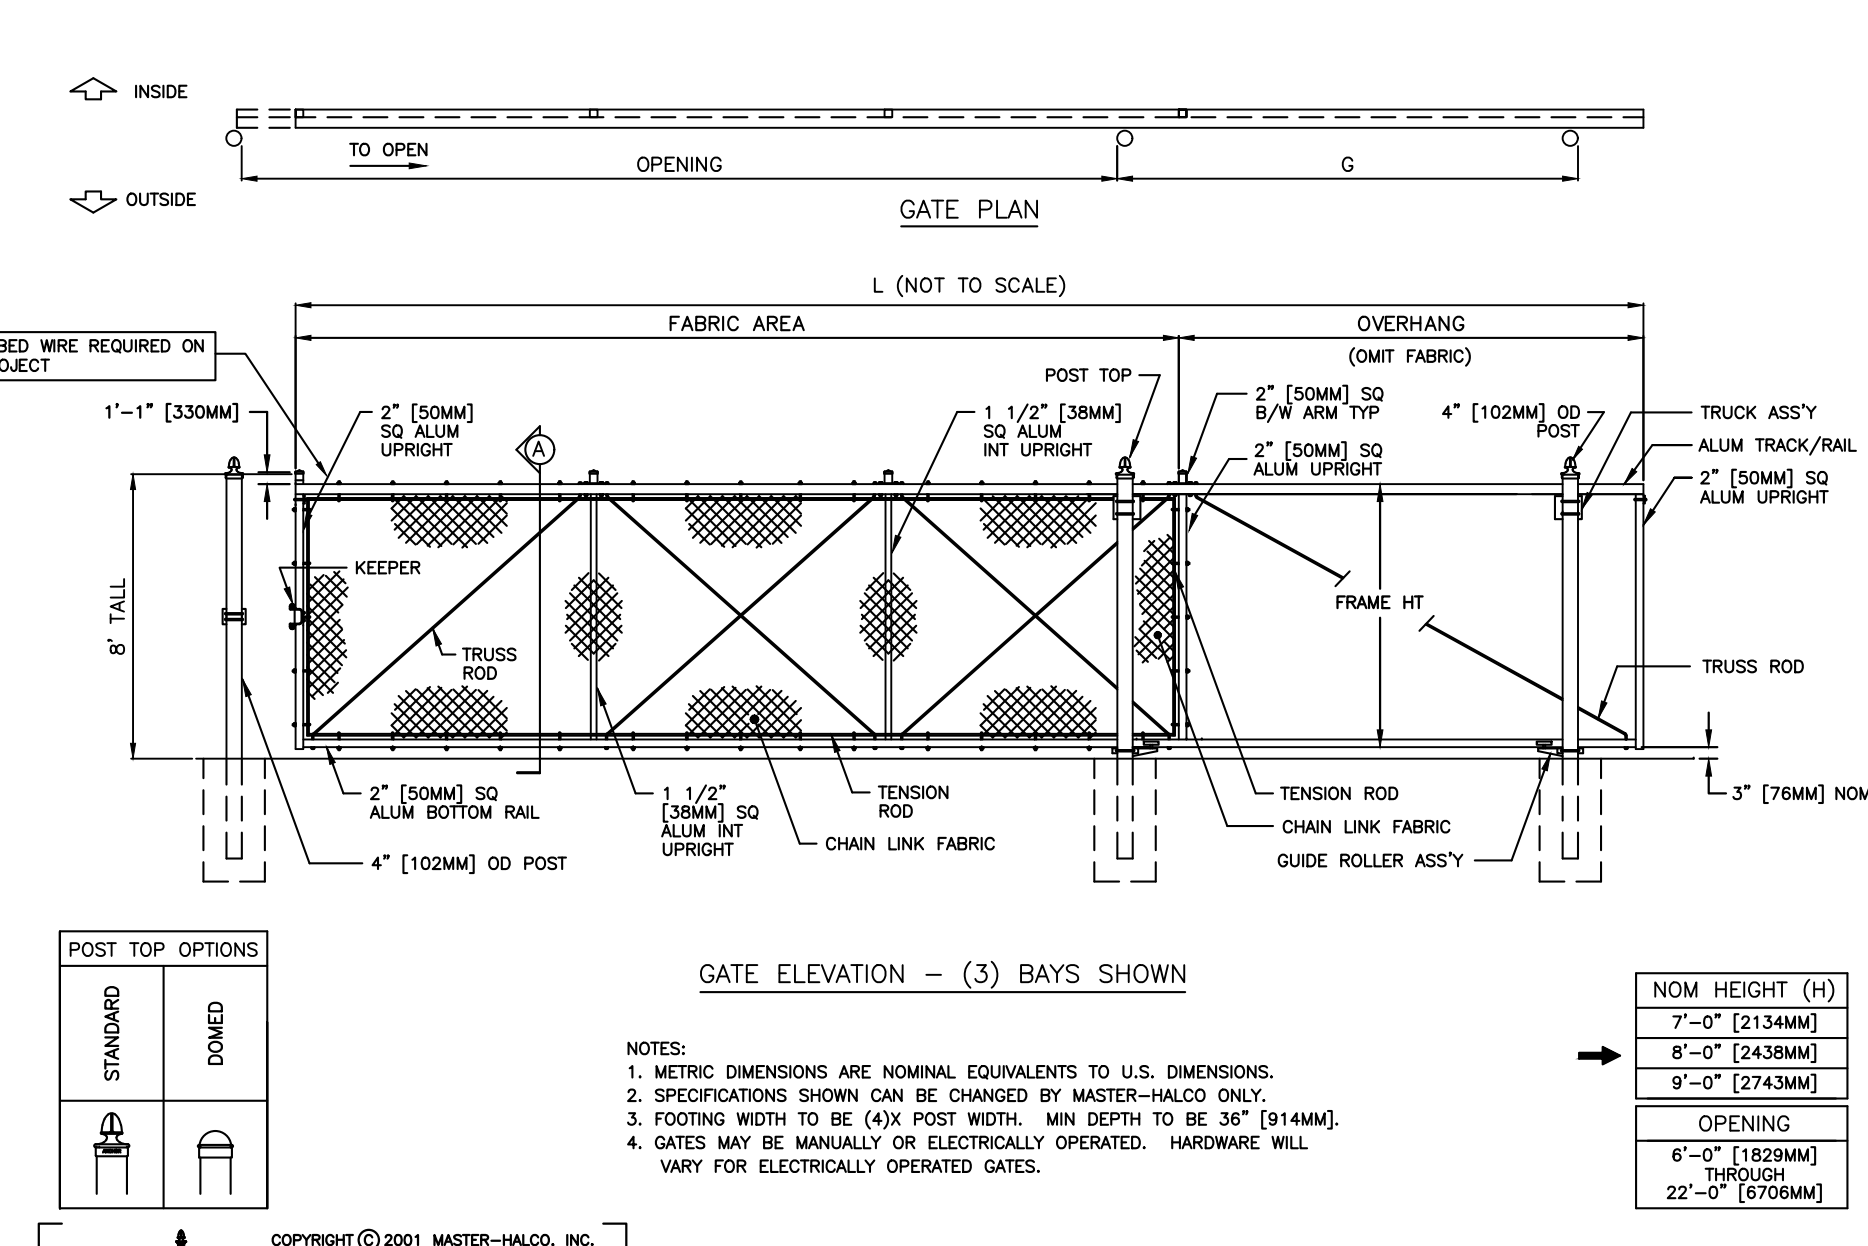 INSIDE
TO OPEN
OPENING
G
OUTSIDE
GATE PLAN
L (NOT TO SCALE)
FABRIC AREA
OVERHANG
(OMIT FABRIC)
WIRE REQUIRED ON
POST TOP
1'-1" [330MM]
2" [50MM]
SQ ALUM
UPRIGHT
A
1 1/2" [38MM]
SQ ALUM
INT UPRIGHT
2" [50MM] SQ
B/W ARM TYP
2" [50MM] SQ
ALUM UPRIGHT
4" [102MM] OD
POST
TRUCK ASS'Y
ALUM TRACK/RAIL
2" [50MM] SQ
ALUM UPRIGHT
8' TALL
KEEPER
TRUSS
ROD
FRAME HT
TRUSS ROD
2" [50MM] SQ
ALUM BOTTOM RAIL
4" [102MM] OD POST
1 1/2"
[38MM] SQ
ALUM INT
UPRIGHT
TENSION
ROD
CHAIN LINK FABRIC
TENSION ROD
CHAIN LINK FABRIC
GUIDE ROLLER ASS'Y
3" [76MM] NOM
POST TOP OPTIONS
STANDARD
DOMED
GATE ELEVATION - (3) BAYS SHOWN
NOTES:
1. METRIC DIMENSIONS ARE NOMINAL EQUIVALENTS TO U.S. DIMENSIONS.
2. SPECIFICATIONS SHOWN CAN BE CHANGED BY MASTER-HALCO ONLY.
3. FOOTING WIDTH TO BE (4)X POST WIDTH. MIN DEPTH TO BE 36" [914MM].
4. GATES MAY BE MANUALLY OR ELECTRICALLY OPERATED. HARDWARE WILL
VARY FOR ELECTRICALLY OPERATED GATES.
NOM HEIGHT (H)
7'-0" [2134MM]
8'-0" [2438MM]
9'-0" [2743MM]
OPENING
6'-0" [1829MM]
THROUGH
22'-0" [6706MM]
COPYRIGHT © 2001 MASTER-HALCO, INC.